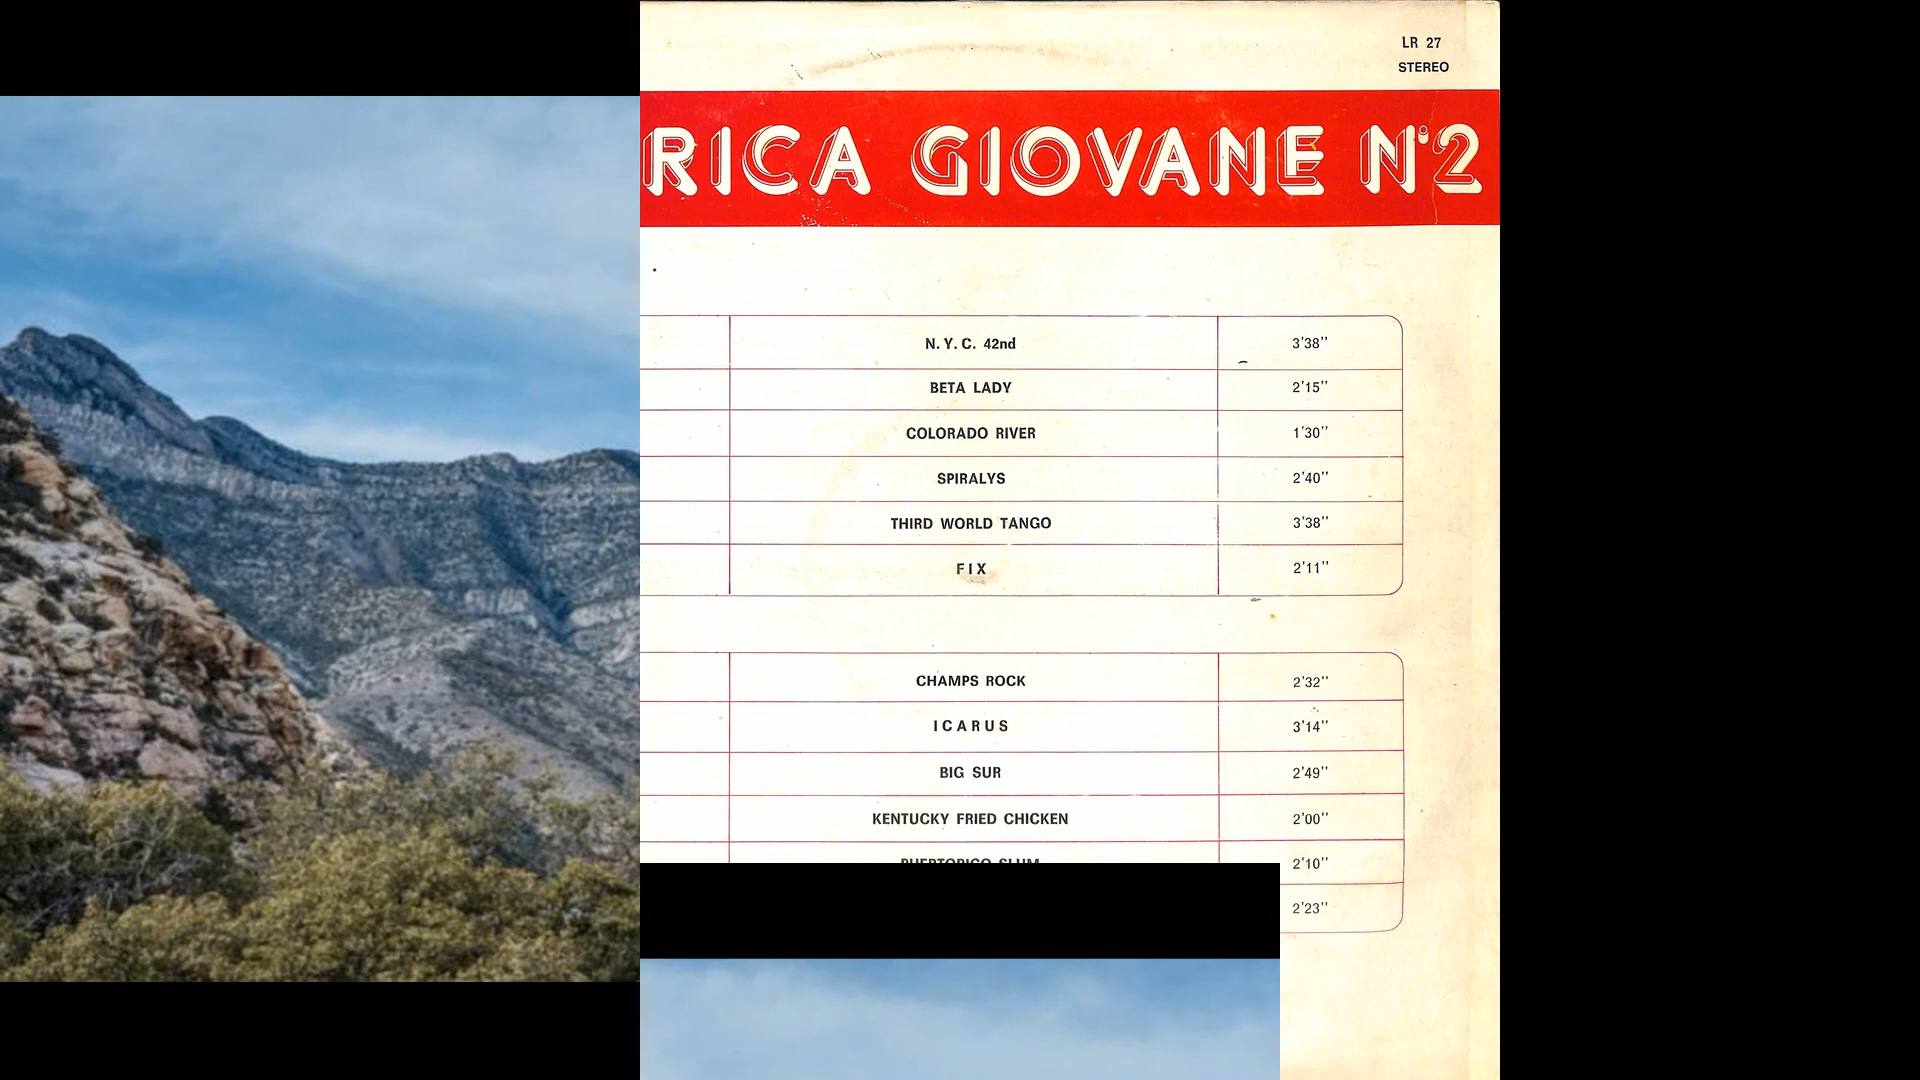 LR 27
STEREO
RICA GIOVANE N°2
N.Y.C. 42nd 3'38''
BETA LADY 2'15''
COLORADO RIVER 1'30''
SPIRALYS 2'40''
THIRD WORLD TANGO 3'38''
FIX 2'11''
CHAMPS ROCK 2'32''
ICARUS 3'14''
BIG SUR 2'49''
KENTUCKY FRIED CHICKEN 2'00''
PUERTORICO SLUM 2'10''
2'23''